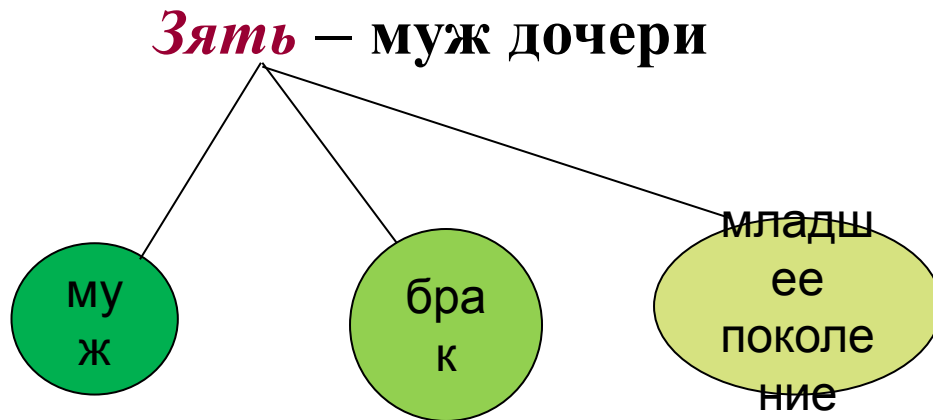 Зять – муж дочери
му
ж
бра
к
младш
ее
поколе
ние